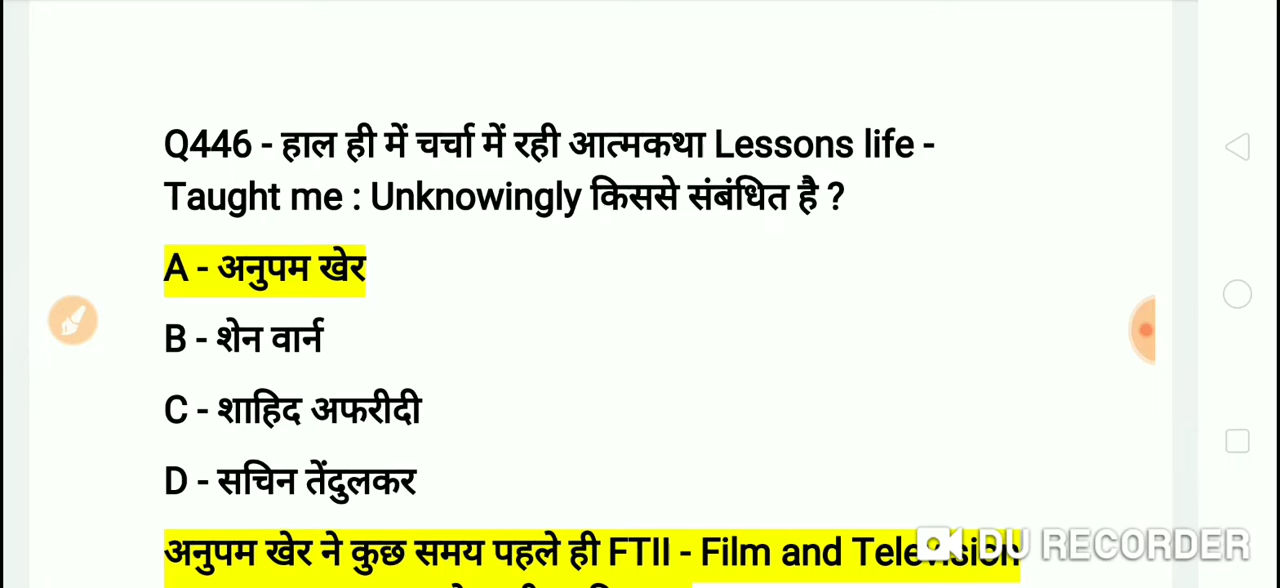 Q446 - हाल ही में चर्चा में रही आत्मकथा Lessons life -
Taught me : Unknowingly किससे संबंधित है ?
A - अनुपम खेर
B - शेन वार्न
C - शाहिद अफरीदी
D - सचिन तेंदुलकर
अनुपम खेर ने कुछ समय पहले ही FTII - Film and Television
DU RECORDER